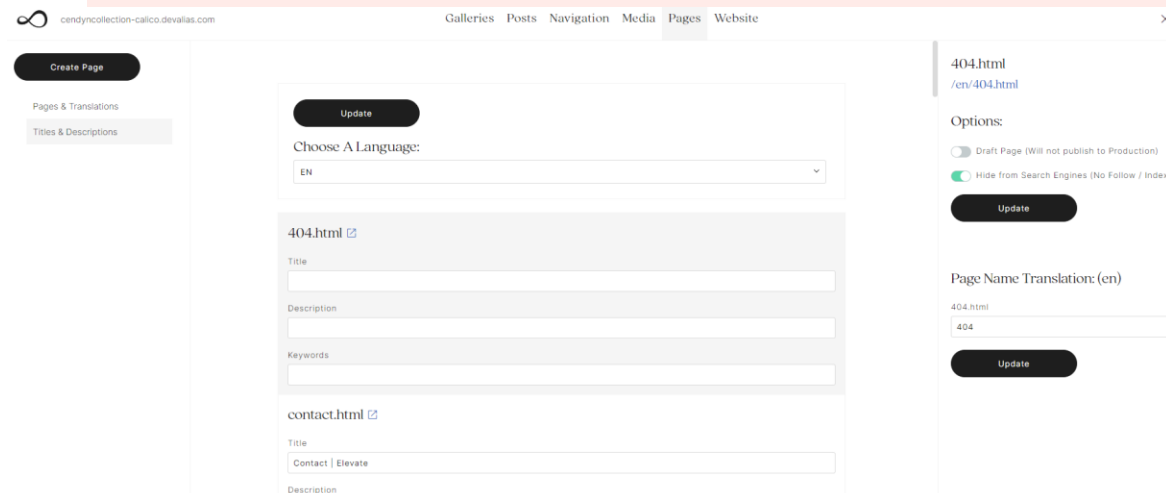 cendyncollection-calico.devalias.com
Galleries Posts Navigation Media Pages Website
Create Page
Pages & Translations
Titles & Descriptions
Update
Choose A Language:
EN
404.html
Title
Description
Keywords
contact.html
Title
Contact | Elevate
Description
404.html
/en/404.html
Options:
Draft Page (Will not publish to Production)
Hide from Search Engines (No Follow / Index
Update
Page Name Translation: (en)
404.html
404
Update